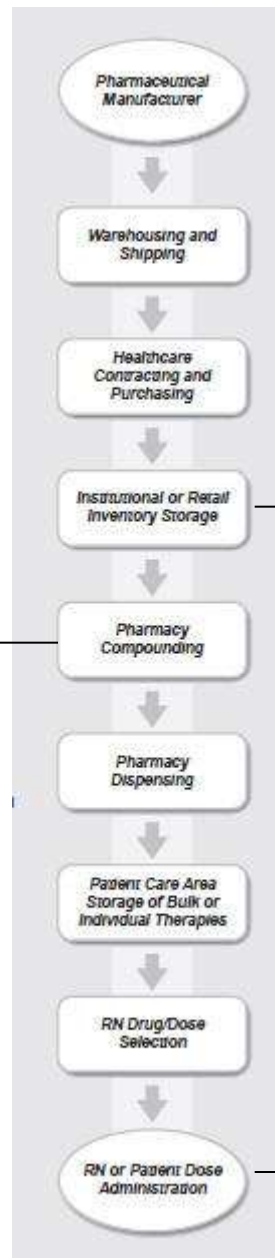 Pharmaceutical
Manufacturer
Warehousing and
Shipping
Healthcare
Contracting and
Purchasing
Institutional or Retail
Inventory Storage
Pharmacy
Compounding
Pharmacy
Dispensing
Patient Care Area
Storage of Bulk or
Individual Therapies
RN Drug/Dose
Selection
RN or Patient Dose
Administration